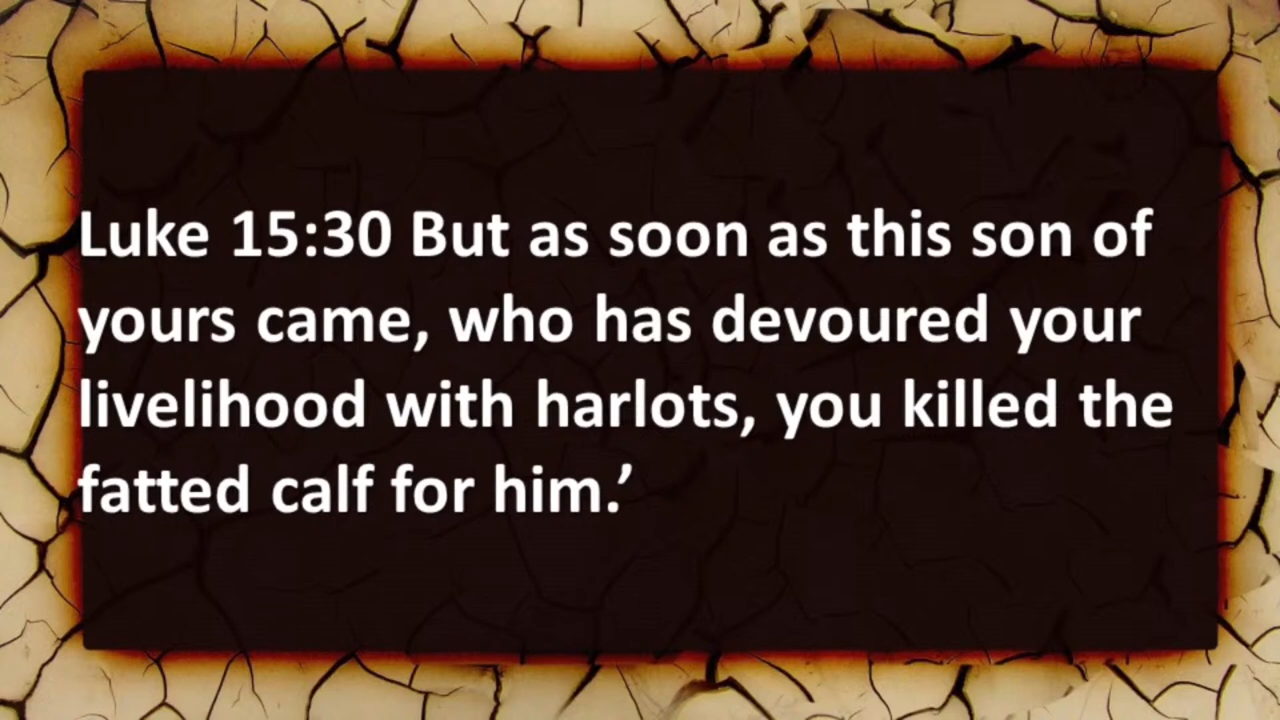 Luke 15:30 But as soon as this son of
yours came, who has devoured your
livelihood with harlots, you killed the
fatted calf for him.’